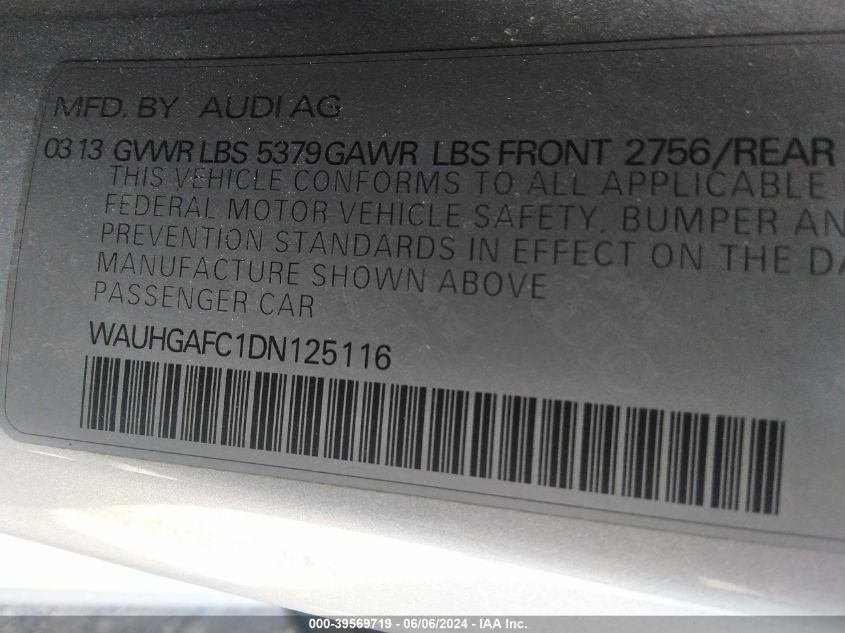 MFD. BY AUDI AG
03 13 GVWR LBS 5379 GAWR LBS FRONT 2756/REAR
THIS VEHICLE CONFORMS TO ALL APPLICABLE
FEDERAL MOTOR VEHICLE SAFETY, BUMPER AN
PREVENTION STANDARDS IN EFFECT ON THE DA
MANUFACTURE SHOWN ABOVE
PASSENGER CAR
WAUHGAFC1DN125116
000-39569719 - 06/06/2024 - IAA Inc.